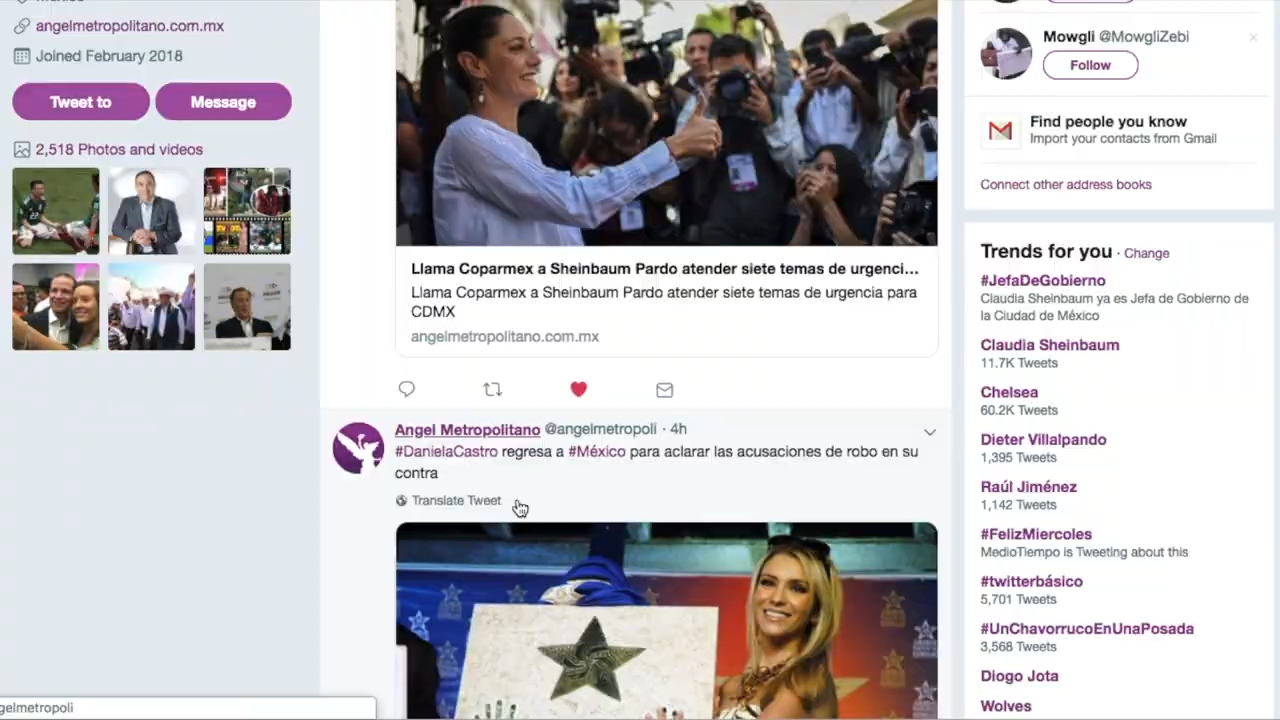 angelmetropolitano.com.mx
Joined February 2018
Tweet to
Message
2,518 Photos and videos
Llama Coparmex a Sheinbaum Pardo atender siete temas de urgenci...
Llama Coparmex a Sheinbaum Pardo atender siete temas de urgencia para
CDMX
angelmetropolitano.com.mx
Angel Metropolitano @angelmetropoli · 4h
#DanielaCastro regresa a #México para aclarar las acusaciones de robo en su
contra
Translate Tweet
Mowgli @MowgliZebi
Follow
Find people you know
Import your contacts from Gmail
Connect other address books
Trends for you · Change
#JefaDeGobierno
Claudia Sheinbaum ya es Jefa de Gobierno de
la Ciudad de México
Claudia Sheinbaum
11.7K Tweets
Chelsea
60.2K Tweets
Dieter Villalpando
1,395 Tweets
Raúl Jiménez
1,142 Tweets
#FelizMiercoles
MedioTiempo is Tweeting about this
#twitterbásico
5,701 Tweets
#UnChavorrucoEnUnaPosada
3,568 Tweets
Diogo Jota
Wolves
gelmetropoli